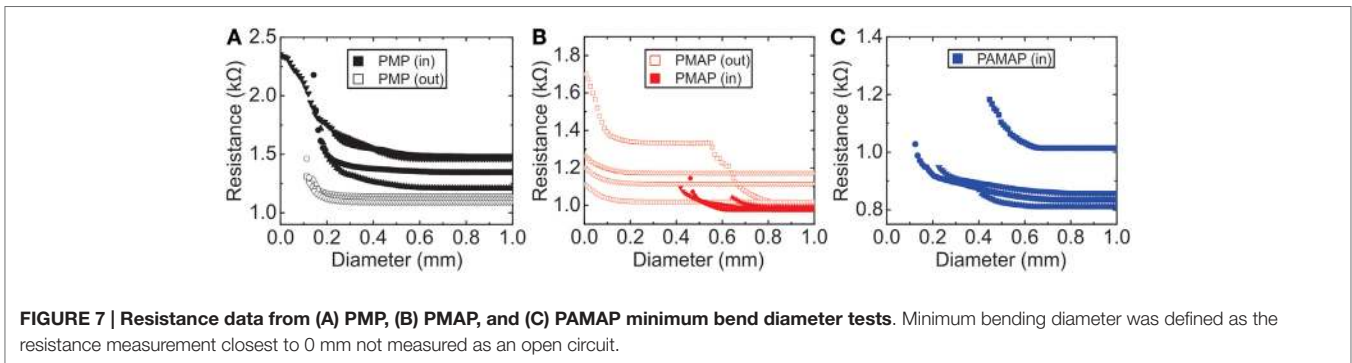 A
2.5
2.0
1.5
1.0
Resistance (kΩ)
PMP (in)
PMP (out)
0.0 0.2 0.4 0.6 0.8 1.0
Diameter (mm)
B
1.8
1.6
1.4
1.2
1.0
Resistance (kΩ)
PMAP (out)
PMAP (in)
0.0 0.2 0.4 0.6 0.8 1.0
Diameter (mm)
C
1.4
1.2
1.0
0.8
Resistance (kΩ)
PAMAP (in)
0.0 0.2 0.4 0.6 0.8 1.0
Diameter (mm)
FIGURE 7 | Resistance data from (A) PMP, (B) PMAP, and (C) PAMAP minimum bend diameter tests. Minimum bending diameter was defined as the
resistance measurement closest to 0 mm not measured as an open circuit.